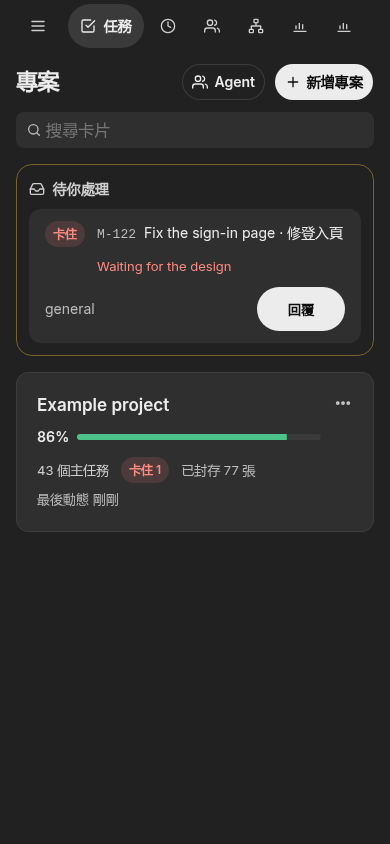 任務
專案
Agent
新增專案
搜尋卡片
待你處理
卡住 M-122 Fix the sign-in page · 修登入頁
Waiting for the design
general
回覆
Example project
86%
43 個主任務 卡住 1 已封存 77 張
最後動態 剛剛